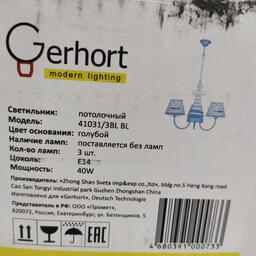 Gerhort
modern lighting
Светильник: потолочный
Модель: 41031/3BL BL
Цвет основания: голубой
Наличие ламп: поставляется без ламп
Кол-во ламп: 3 шт.
Цоколь: E14
Мощность: 40W
Производитель: «Zhong Shan Sveta imp&exp co.,ltd», bldg.no.5 Heng Kang road
Cao San Tongyi industrial park Guzhen Zhongshan China
Изготовлено для «Gerhort», Deutsch Technologie
Представитель в РФ: ООО «Промет»,
620072, Россия, Екатеринбург, ул. Бетонщиков, 5
EAC
4 680391 000733